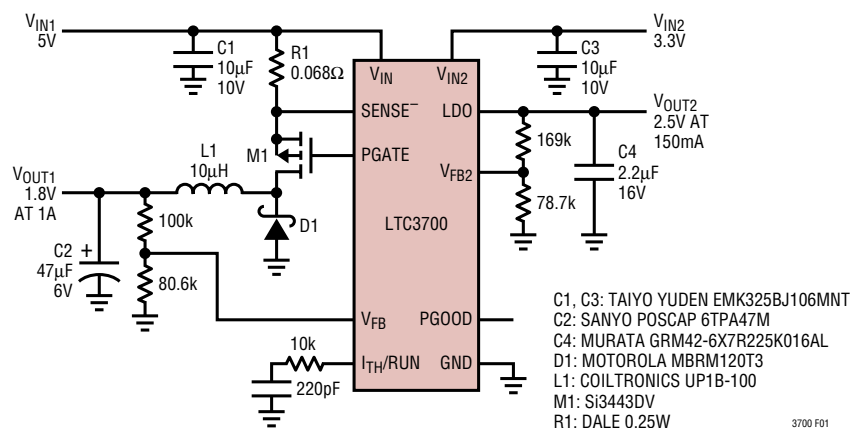 VIN1
5V
C1
10µF
10V
R1
0.068Ω
VIN
VIN2
C3
10µF
10V
VIN2
3.3V
SENSE–
LDO
VOUT2
2.5V AT
150mA
169k
M1
PGATE
L1
10µH
VFB2
C4
2.2µF
16V
VOUT1
1.8V
AT 1A
78.7k
100k
D1
LTC3700
C2
+
47µF
6V
80.6k
VFB
PGOOD
10k
ITH/RUN
GND
220pF
C1, C3: TAIYO YUDEN EMK325BJ106MNT
C2: SANYO POSCAP 6TPA47M
C4: MURATA GRM42-6X7R225K016AL
D1: MOTOROLA MBRM120T3
L1: COILTRONICS UP1B-100
M1: Si3443DV
R1: DALE 0.25W
3700 F01